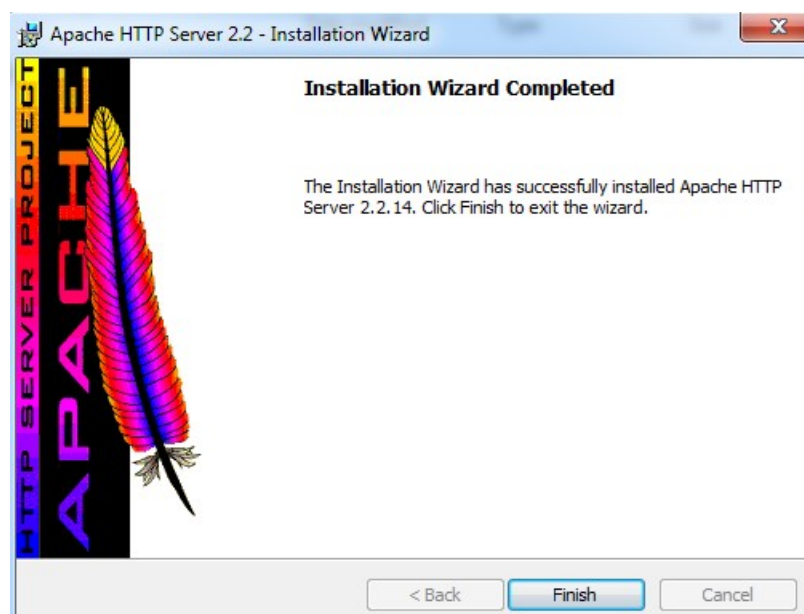 Apache HTTP Server 2.2 - Installation Wizard
HTTP SERVER PROJECT
APACHE
Installation Wizard Completed
The Installation Wizard has successfully installed Apache HTTP
Server 2.2.14. Click Finish to exit the wizard.
< Back
Finish
Cancel